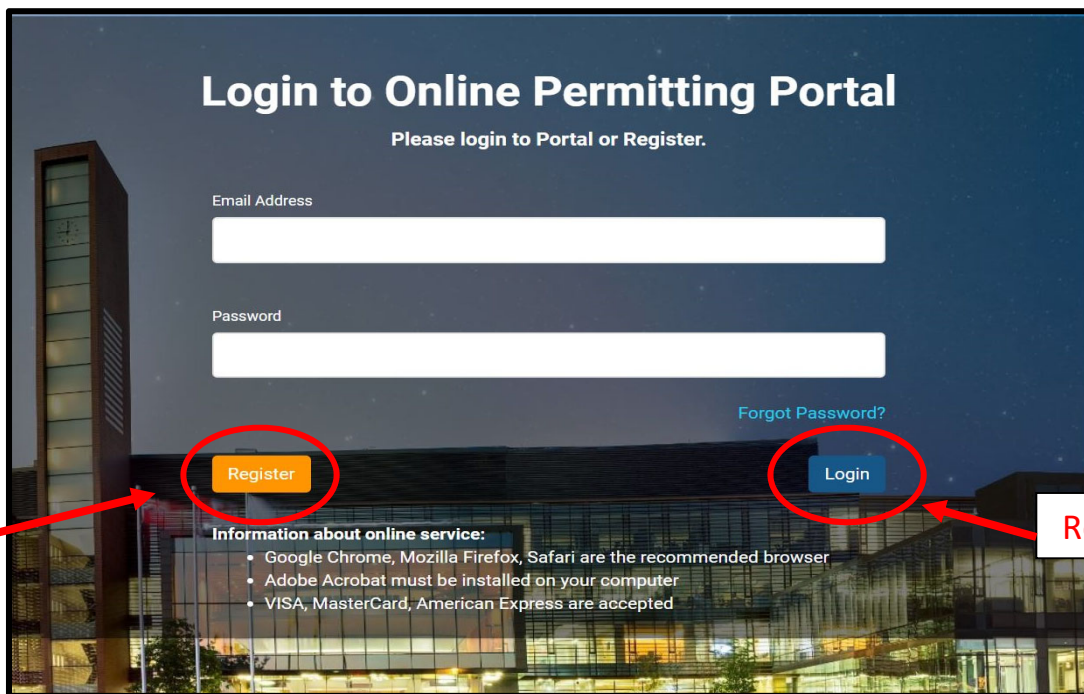 Login to Online Permitting Portal
Please login to Portal or Register.
Email Address
Password
Forgot Password?
Register
Login
R
Information about online service:
Google Chrome, Mozilla Firefox, Safari are the recommended browser
Adobe Acrobat must be installed on your computer
VISA, MasterCard, American Express are accepted